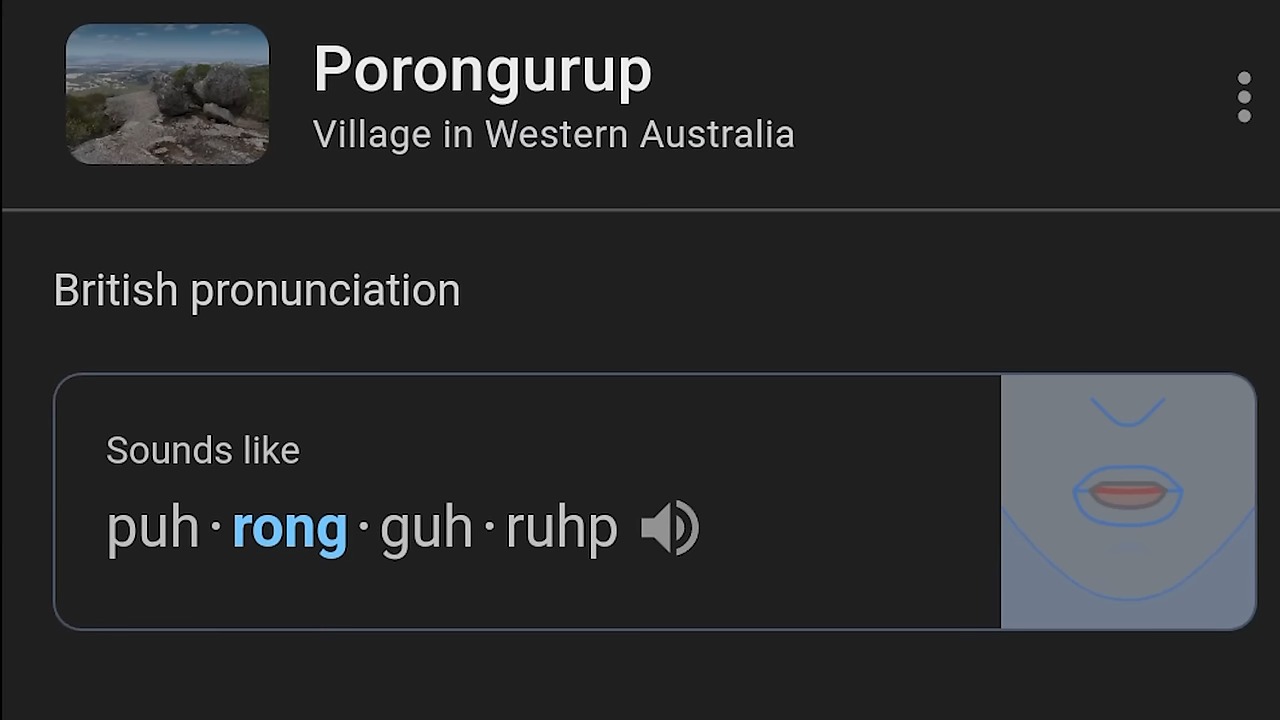 Porongurup
Village in Western Australia
British pronunciation
Sounds like
puh · rong · guh · ruhp